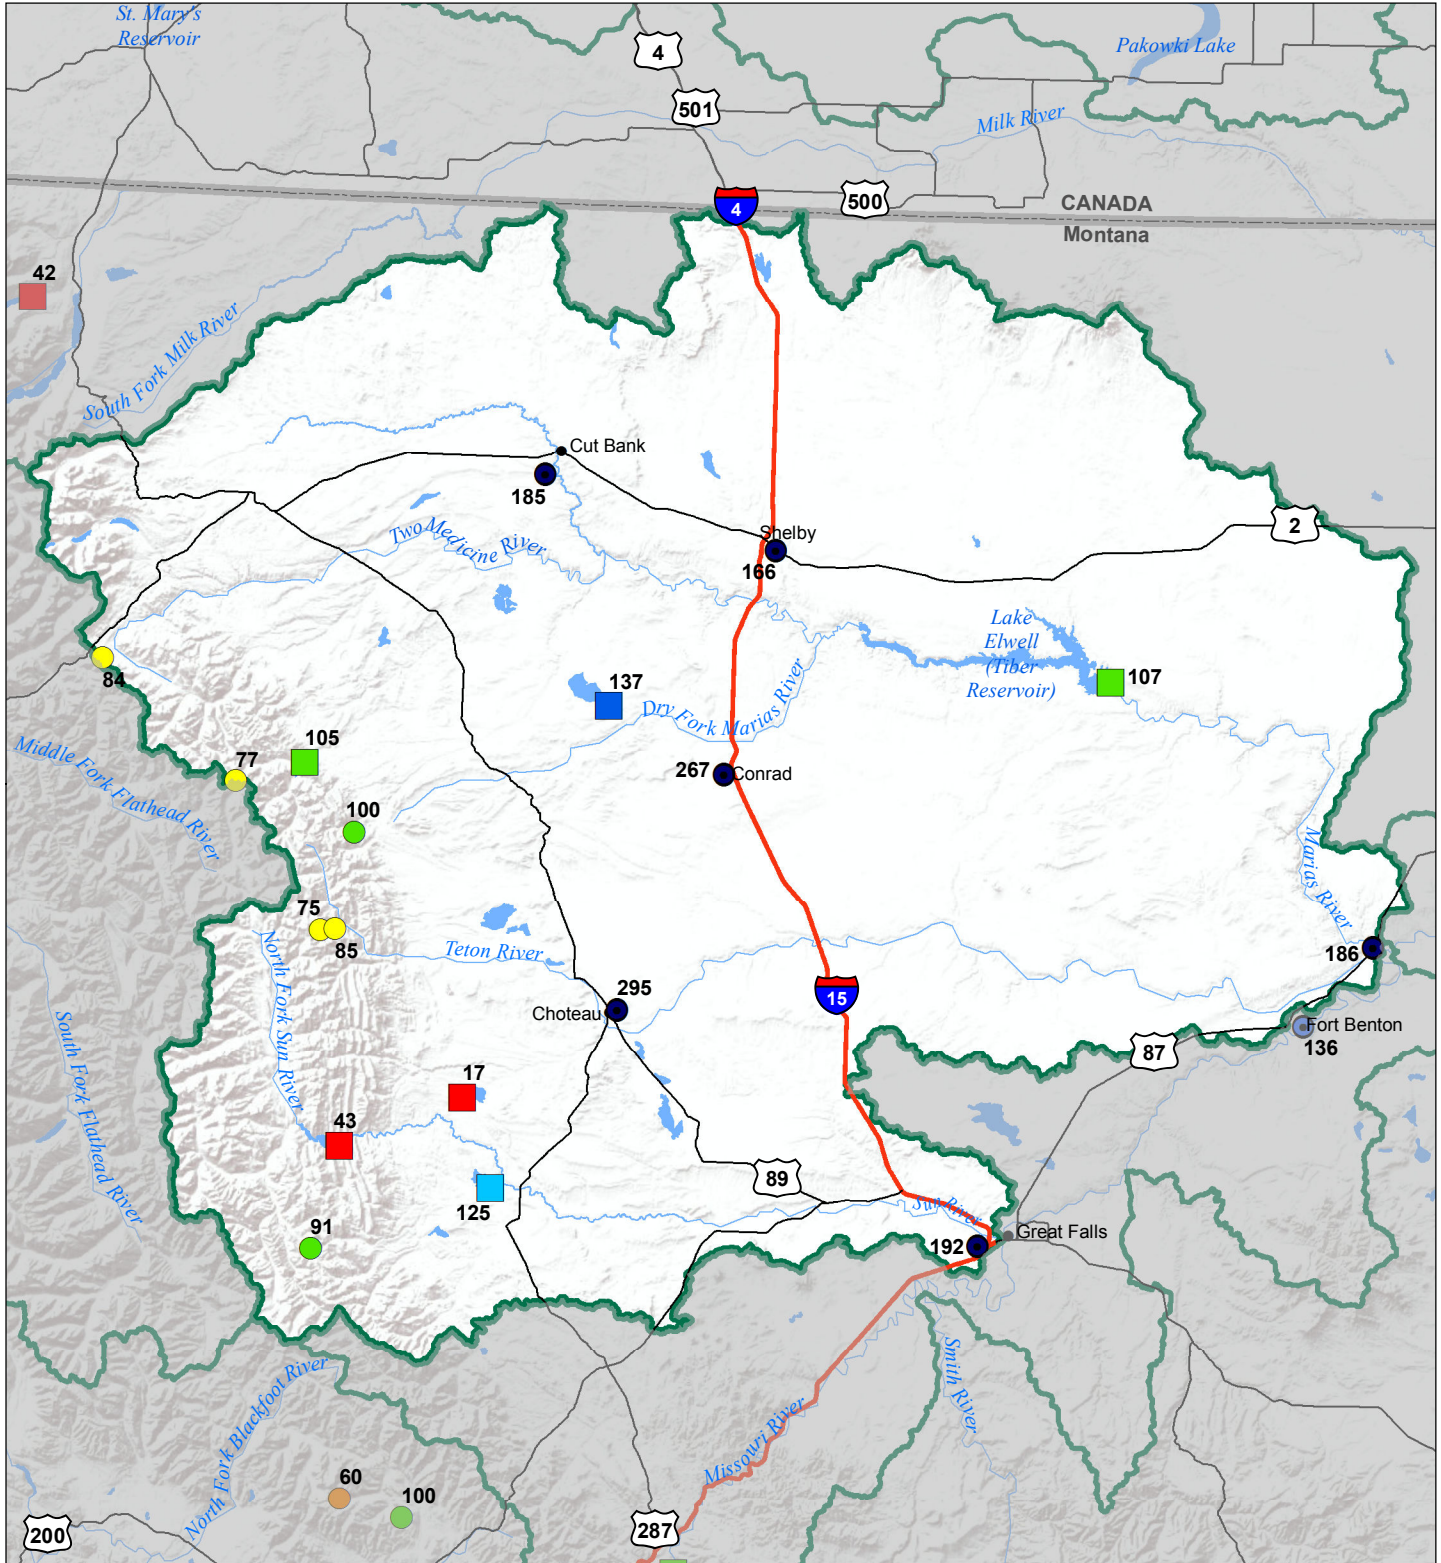 St. Mary's
Reservoir
4
Pakowki Lake
501
Milk River
4
500
CANADA
Montana
42
South Fork Milk River
Cut Bank
185
Two Medicine River
Shelby
166
2
Lake
Elwell
(Tiber
Reservoir)
107
84
137
Dry Fork Marias River
105
Middle Fork Flathead River
77
267
Conrad
100
Marias River
75
85
Teton River
North Fork Sun River
186
295
Choteau
15
Fort Benton
136
87
South Fork Flathead River
17
43
89
125
Sun River
91
192
Great Falls
Smith River
North Fork Blackfoot River
Missouri River
60
100
200
287